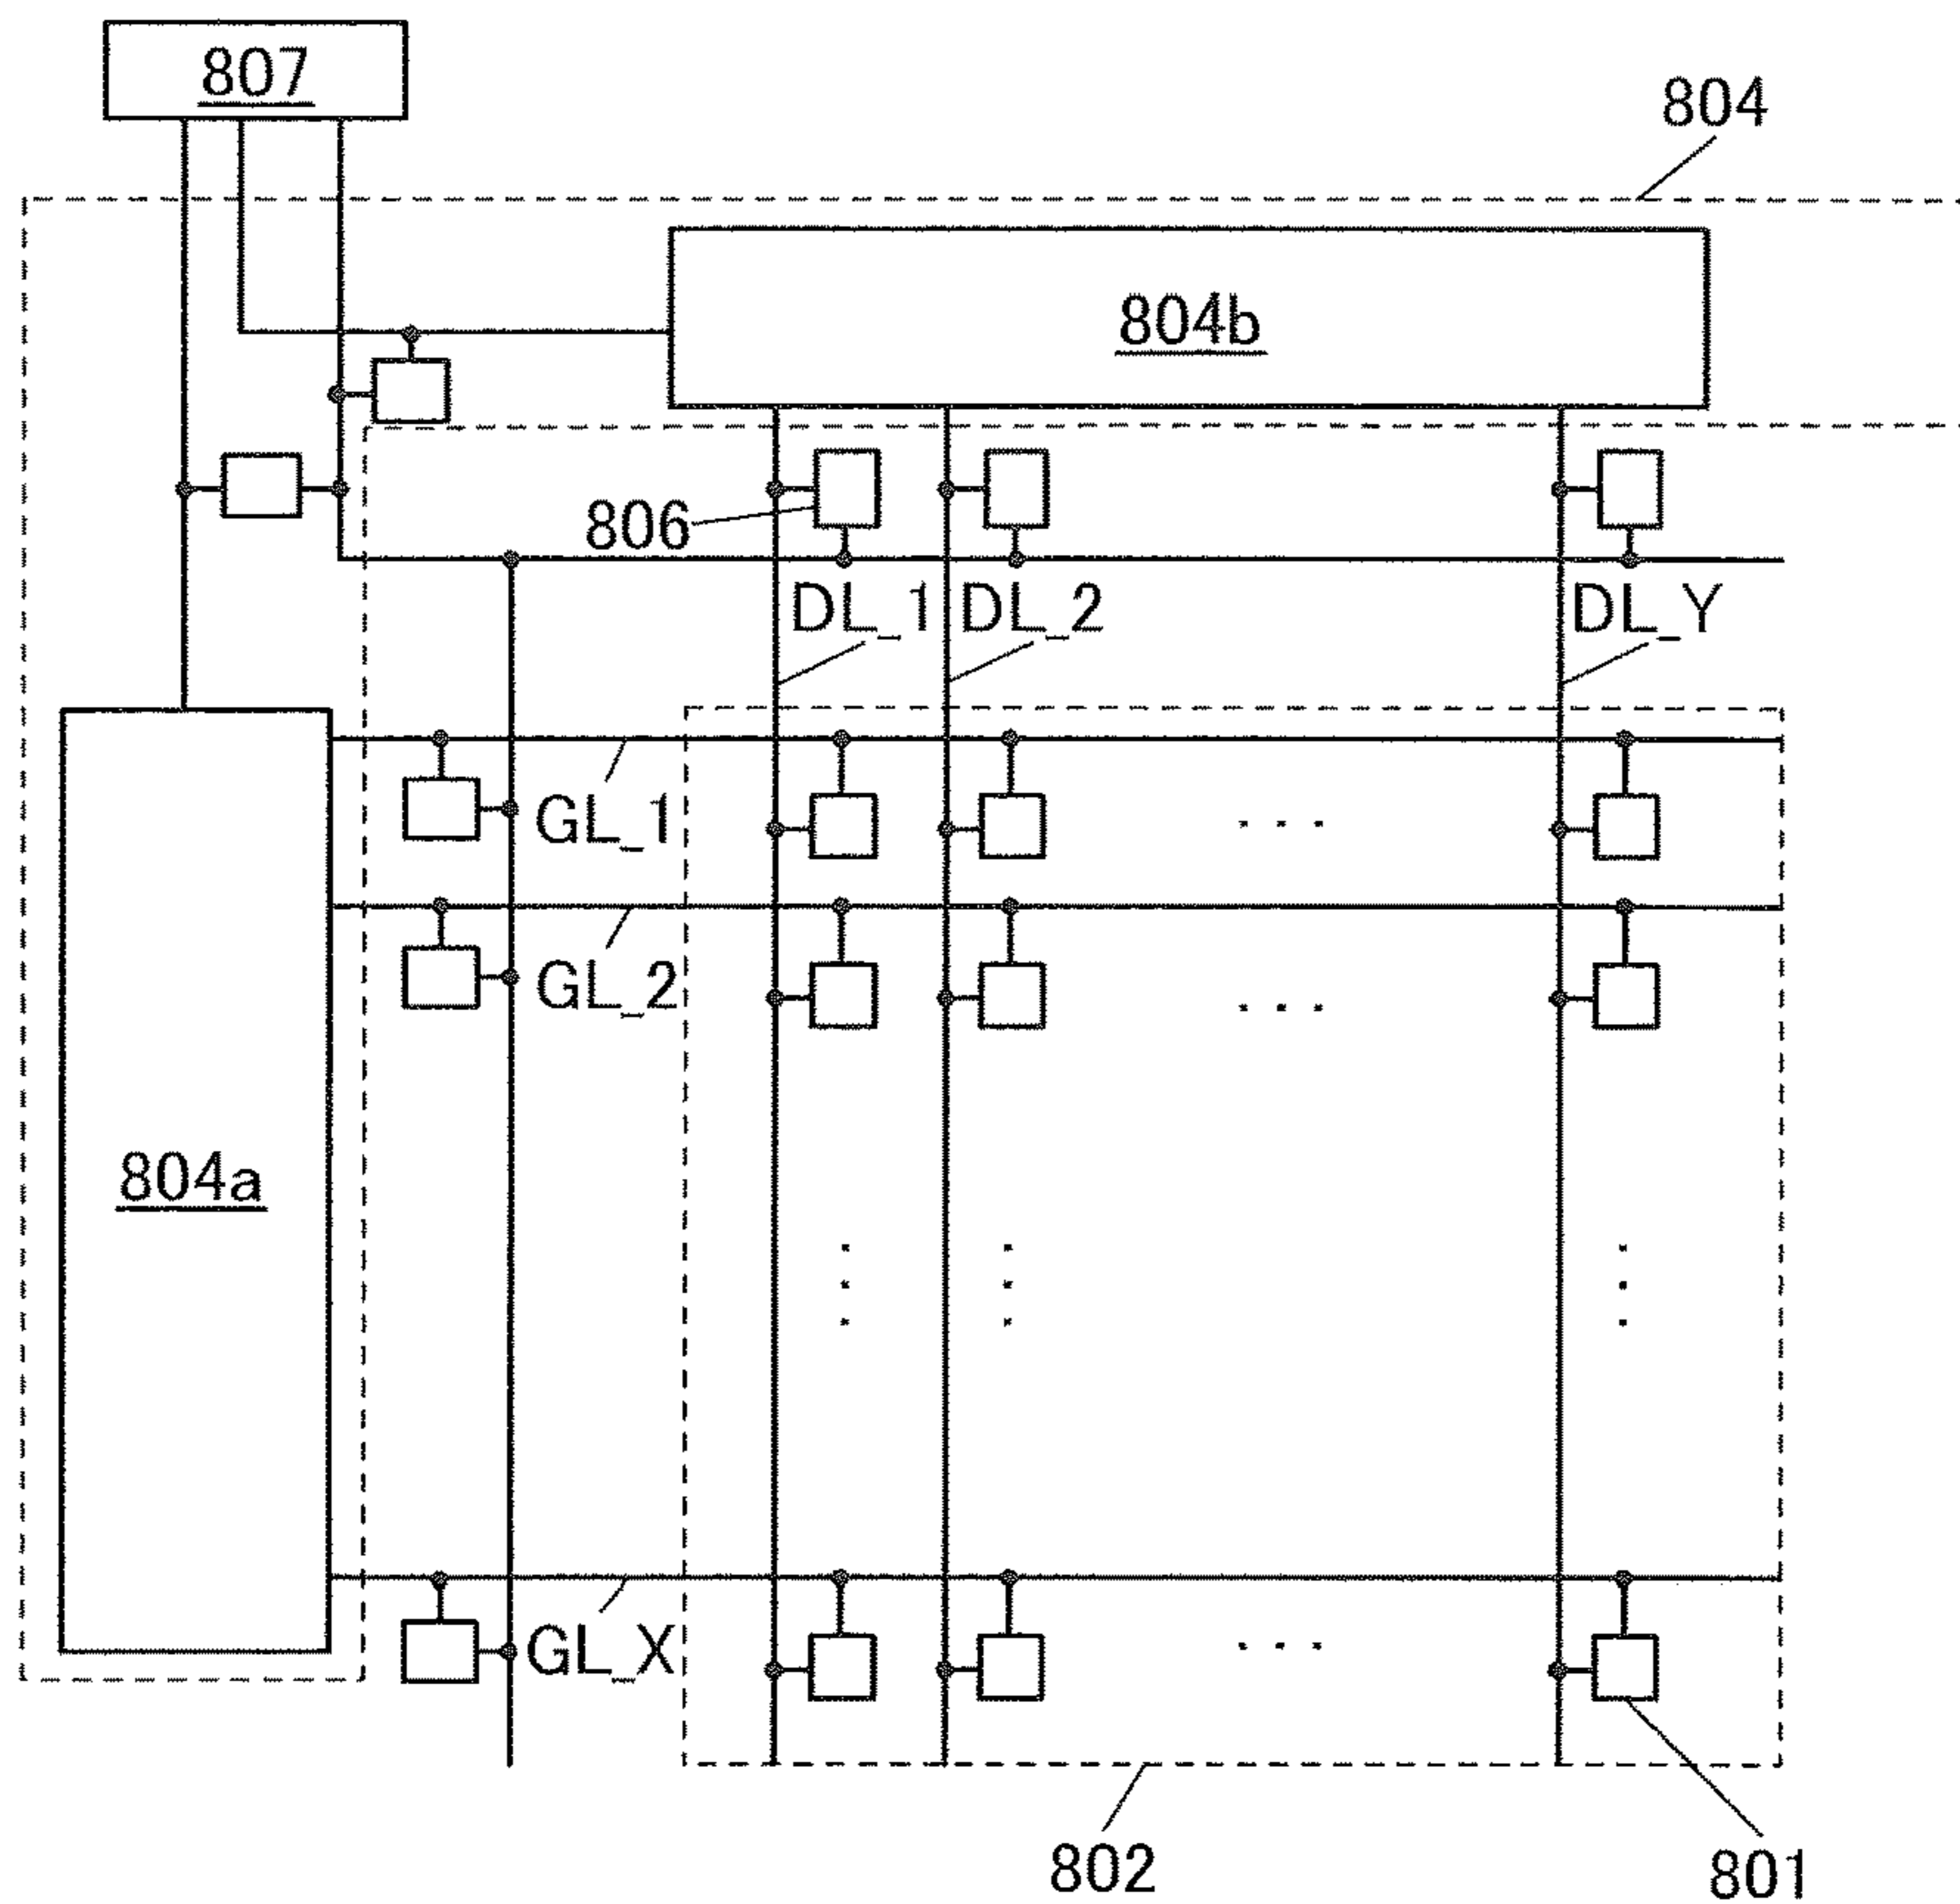 807
804
804b
806
DL_1 DL_2 DL_Y
GL_1
GL_2
804a
. . .
GL_X
802
801